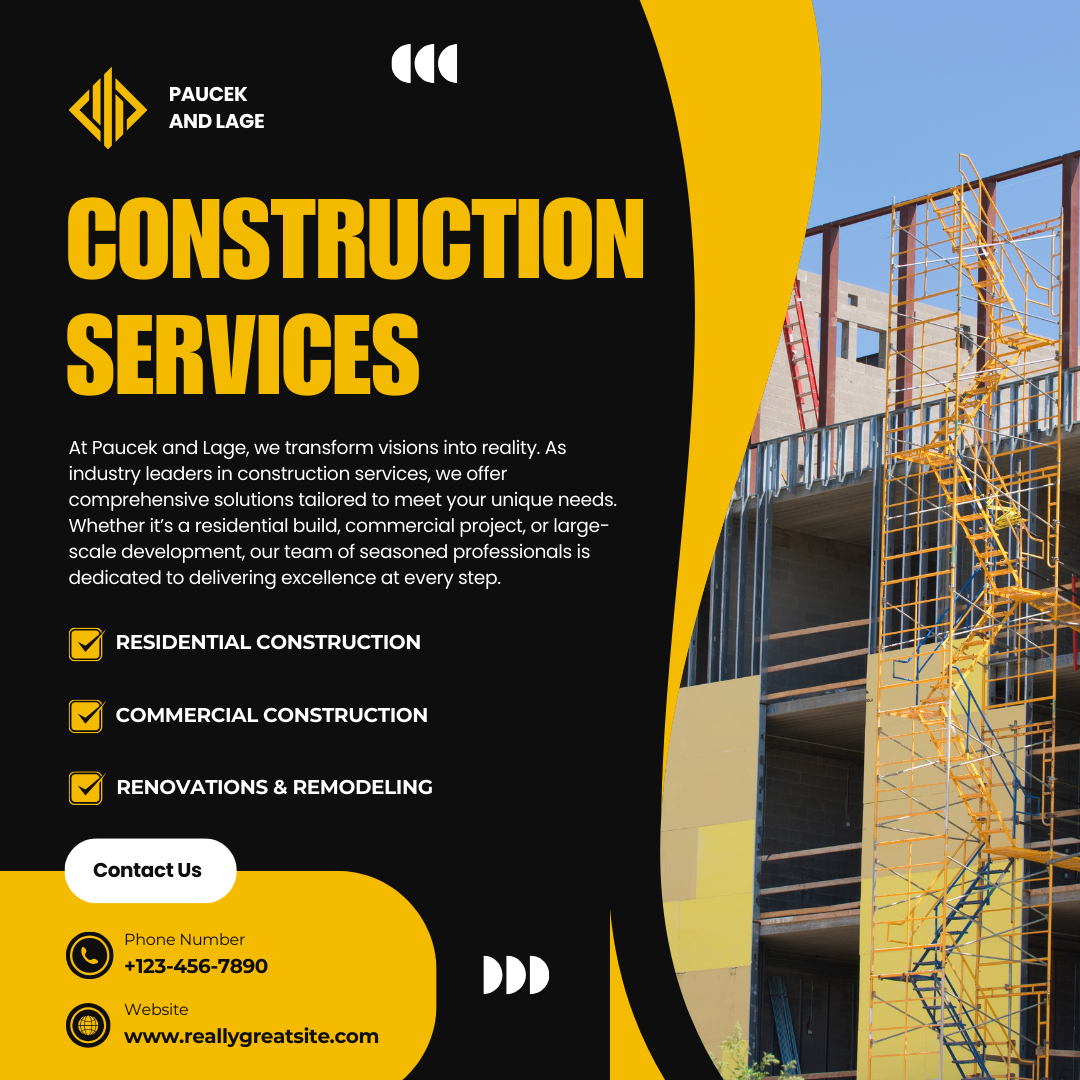 PAUCEK
AND LAGE
CONSTRUCTION
SERVICES
At Paucek and Lage, we transform visions into reality. As
industry leaders in construction services, we offer
comprehensive solutions tailored to meet your unique needs.
Whether it’s a residential build, commercial project, or large-
scale development, our team of seasoned professionals is
dedicated to delivering excellence at every step.
RESIDENTIAL CONSTRUCTION
COMMERCIAL CONSTRUCTION
RENOVATIONS & REMODELING
Contact Us
Phone Number
+123-456-7890
Website
www.reallygreatsite.com